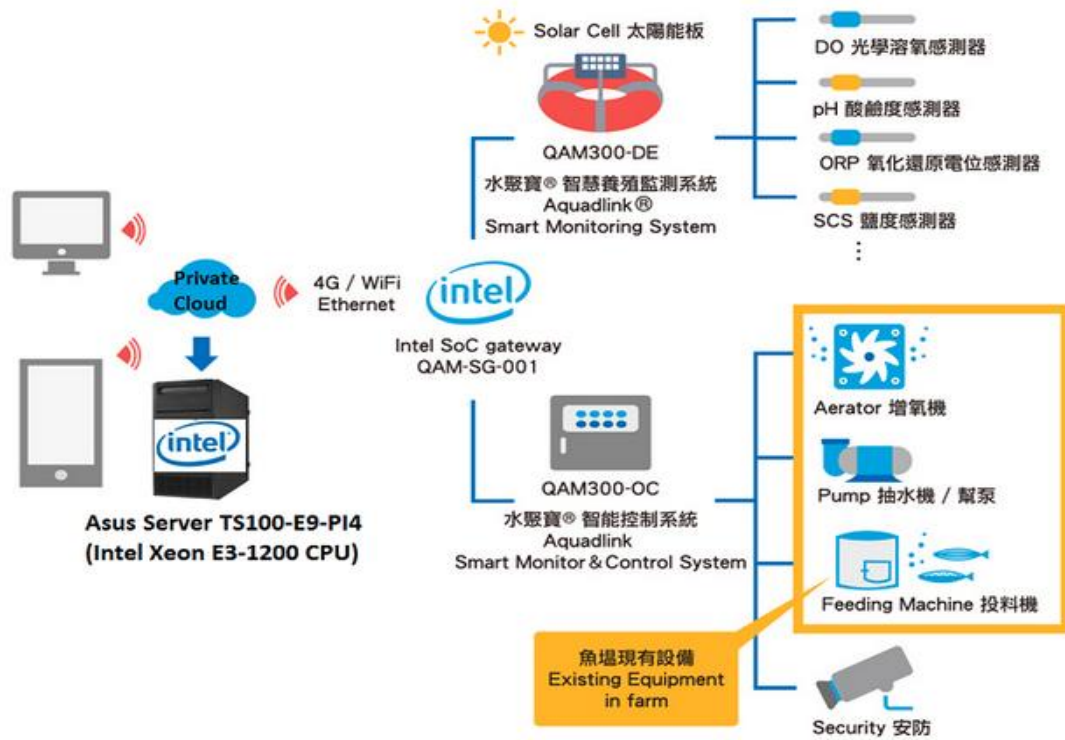 Solar Cell 太陽能板
QAM300-DE
水聚寶® 智慧養殖監測系統
Aquadlink®
Smart Monitoring System
DO 光學溶氧感測器
pH 酸鹼度感測器
ORP 氧化還原電位感測器
SCS 鹽度感測器
Private
Cloud
4G / WiFi
Ethernet
intel
Intel SoC gateway
QAM-SG-001
intel
Asus Server TS100-E9-PI4
(Intel Xeon E3-1200 CPU)
QAM300-OC
水聚寶® 智能控制系統
Aquadlink
Smart Monitor & Control System
Aerator 增氧機
Pump 抽水機 / 幫泵
Feeding Machine 投料機
魚塭現有設備
Existing Equipment
in farm
Security 安防